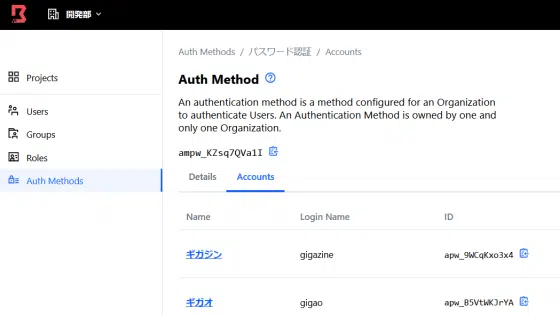 開発部
Auth Methods / パスワード認証 / Accounts
Projects
Users
Groups
Roles
Auth Methods
Auth Method
An authentication method is a method configured for an Organization
to authenticate Users. An Authentication Method is owned by one and
only one Organization.
ampw_KZsq7QVa1I
Details Accounts
Name Login Name ID
ギガジン gigazine apw_9WCqKxo3x4
ギガオ gigao apw_B5VtWKJrYA